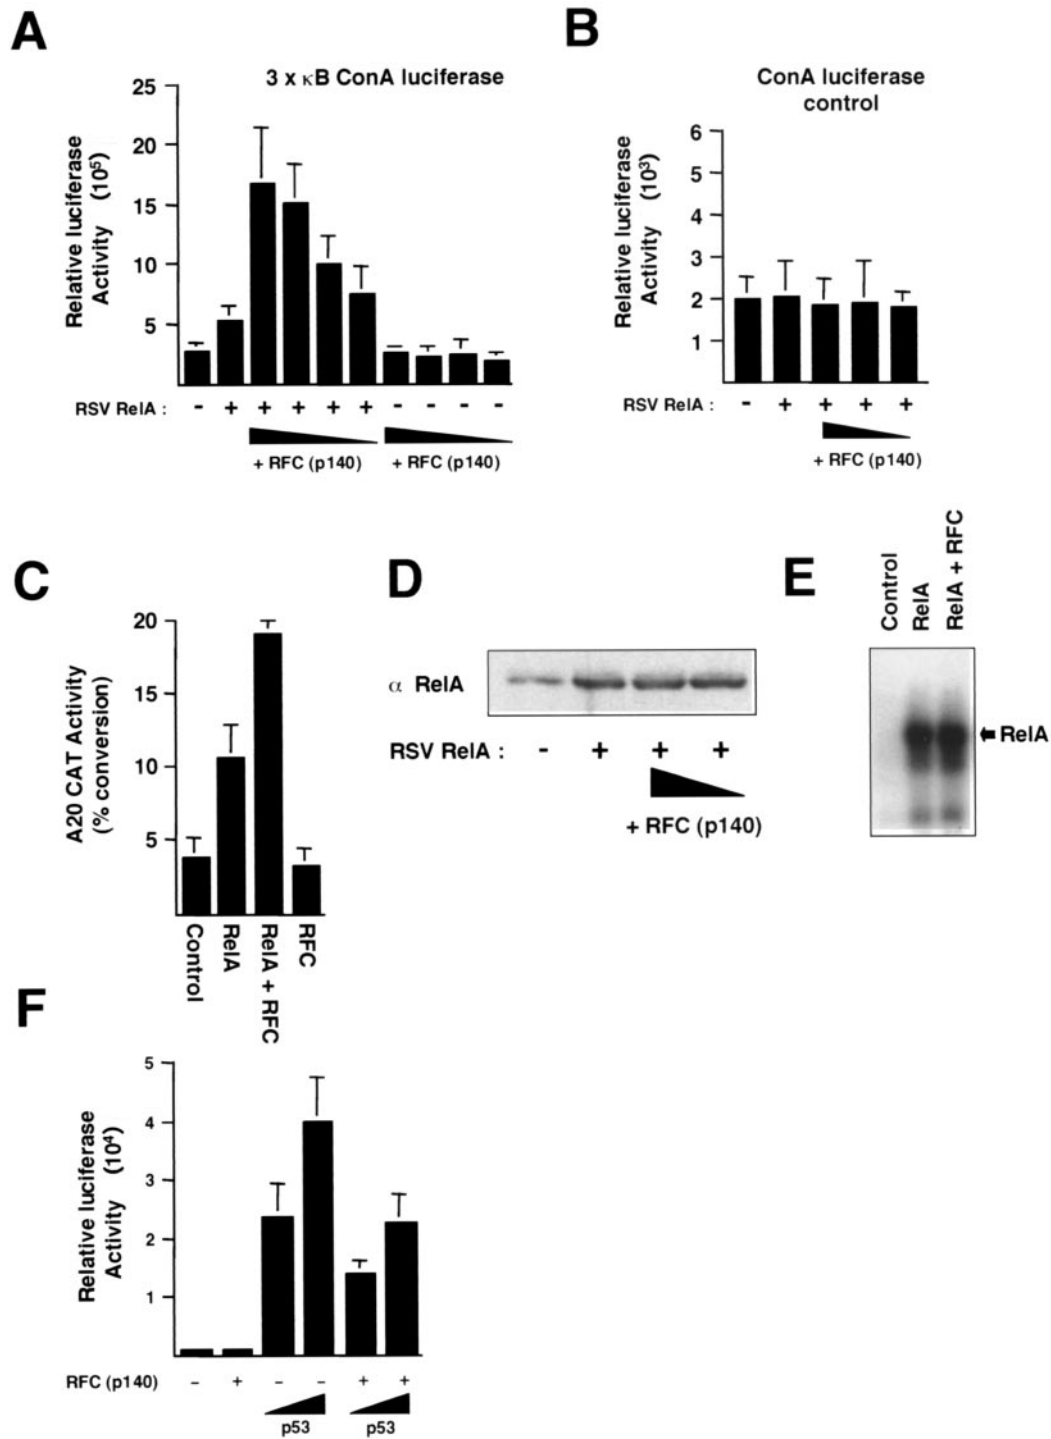 A
3 x κB ConA luciferase
Relative luciferase
Activity (10⁵)
25
20
15
10
5
RSV RelA : - + + + + + - - - -
+ RFC (p140) + RFC (p140)
B
ConA luciferase
control
Relative luciferase
Activity (10³)
6
5
4
3
2
1
RSV RelA : - + + + +
+ RFC (p140)
C
A20 CAT Activity
(% conversion)
20
15
10
5
Control
RelA
RelA + RFC
RFC
D
α RelA
RSV RelA : - + + +
+ RFC (p140)
E
Control
RelA
RelA + RFC
RelA
F
Relative luciferase
Activity (10⁴)
5
4
3
2
1
RFC (p140) - + - - + +
p53 p53